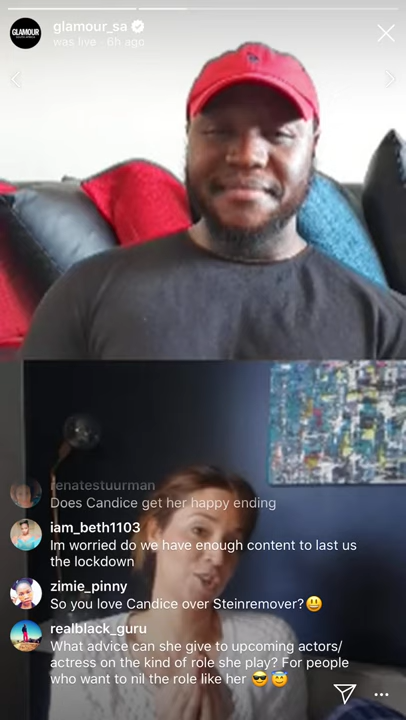 GLAMOUR
glamour_sa
was live · 6h ago
renatestuurman
Does Candice get her happy ending
iam_beth1103
Im worried do we have enough content to last us
the lockdown
zimie_pinny
So you love Candice over Steinremover?😃
realblack_guru
What advice can she give to upcoming actors/
actress on the kind of role she play? For people
who want to nil the role like her 😎😇